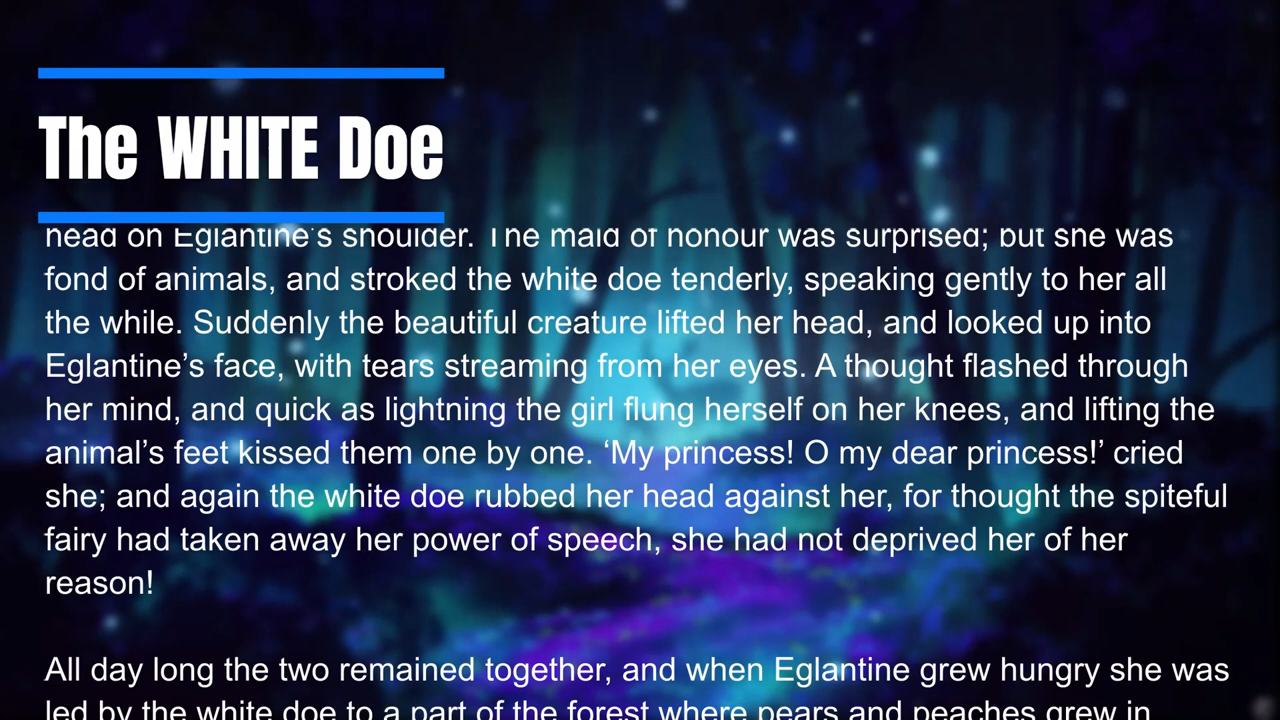 The WHITE Doe
head on Eglantine's shoulder. The maid of honour was surprised; but she was
fond of animals, and stroked the white doe tenderly, speaking gently to her all
the while. Suddenly the beautiful creature lifted her head, and looked up into
Eglantine’s face, with tears streaming from her eyes. A thought flashed through
her mind, and quick as lightning the girl flung herself on her knees, and lifting the
animal’s feet kissed them one by one. ‘My princess! O my dear princess!’ cried
she; and again the white doe rubbed her head against her, for thought the spiteful
fairy had taken away her power of speech, she had not deprived her of her
reason!
All day long the two remained together, and when Eglantine grew hungry she was
led by the white doe to a part of the forest where pears and peaches grew in